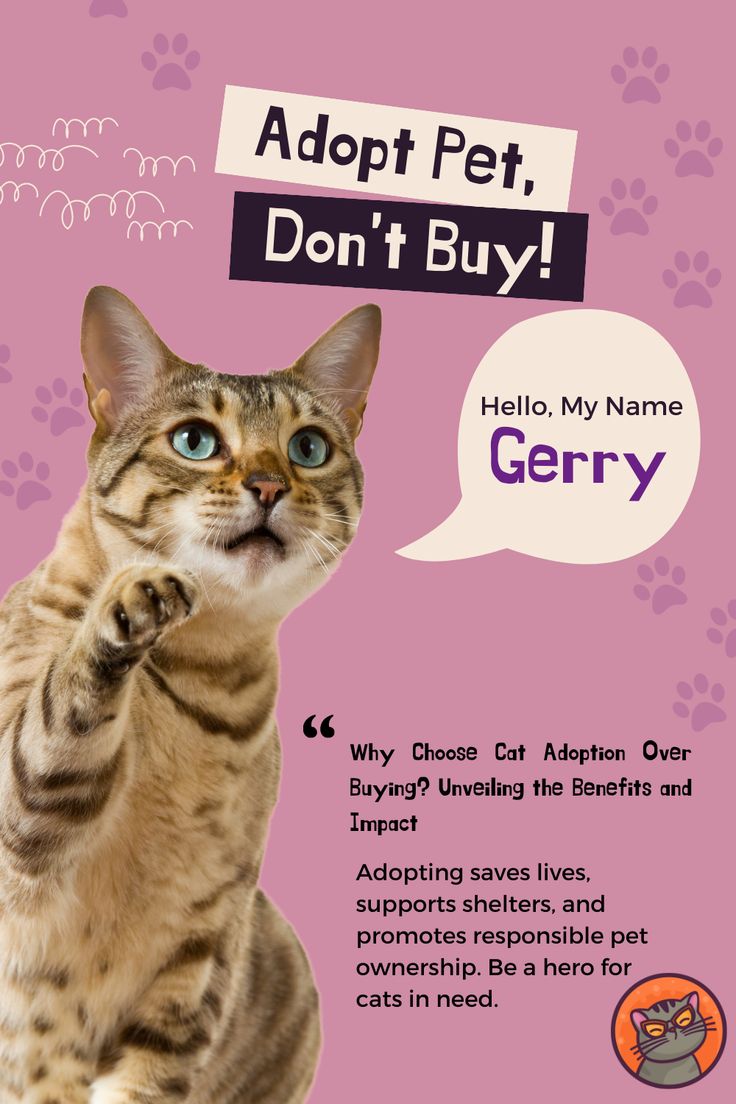 Adopt Pet,
Don't Buy!
Hello, My Name
Gerry
“
Why Choose Cat Adoption Over
Buying? Unveiling the Benefits and
Impact
Adopting saves lives,
supports shelters, and
promotes responsible pet
ownership. Be a hero for
cats in need.